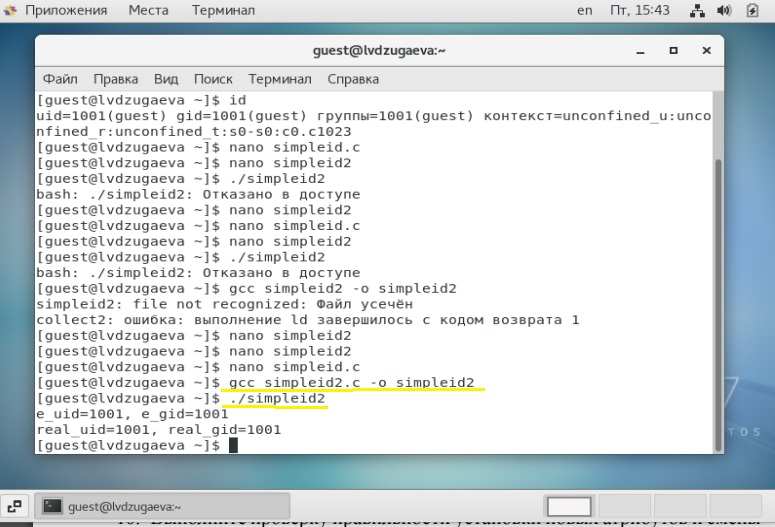 Приложения Места Терминал en Пт, 15:43
guest@lvdzugaeva:~
Файл Правка Вид Поиск Терминал Справка
[guest@lvdzugaeva ~]$ id
uid=1001(guest) gid=1001(guest) группы=1001(guest) контекст=unconfined_u:unco
nfined_r:unconfined_t:s0-s0:c0.c1023
[guest@lvdzugaeva ~]$ nano simpleid.c
[guest@lvdzugaeva ~]$ nano simpleid2
[guest@lvdzugaeva ~]$ ./simpleid2
bash: ./simpleid2: Отказано в доступе
[guest@lvdzugaeva ~]$ nano simpleid2
[guest@lvdzugaeva ~]$ nano simpleid.c
[guest@lvdzugaeva ~]$ nano simpleid2
[guest@lvdzugaeva ~]$ ./simpleid2
bash: ./simpleid2: Отказано в доступе
[guest@lvdzugaeva ~]$ gcc simpleid2 -o simpleid2
simpleid2: file not recognized: Файл усечён
collect2: ошибка: выполнение ld завершилось с кодом возврата 1
[guest@lvdzugaeva ~]$ nano simpleid2
[guest@lvdzugaeva ~]$ nano simpleid2
[guest@lvdzugaeva ~]$ nano simpleid.c
[guest@lvdzugaeva ~]$ gcc simpleid2.c -o simpleid2
[guest@lvdzugaeva ~]$ ./simpleid2
e_uid=1001, e_gid=1001
real_uid=1001, real_gid=1001
[guest@lvdzugaeva ~]$
7
TOS
guest@lvdzugaeva:~